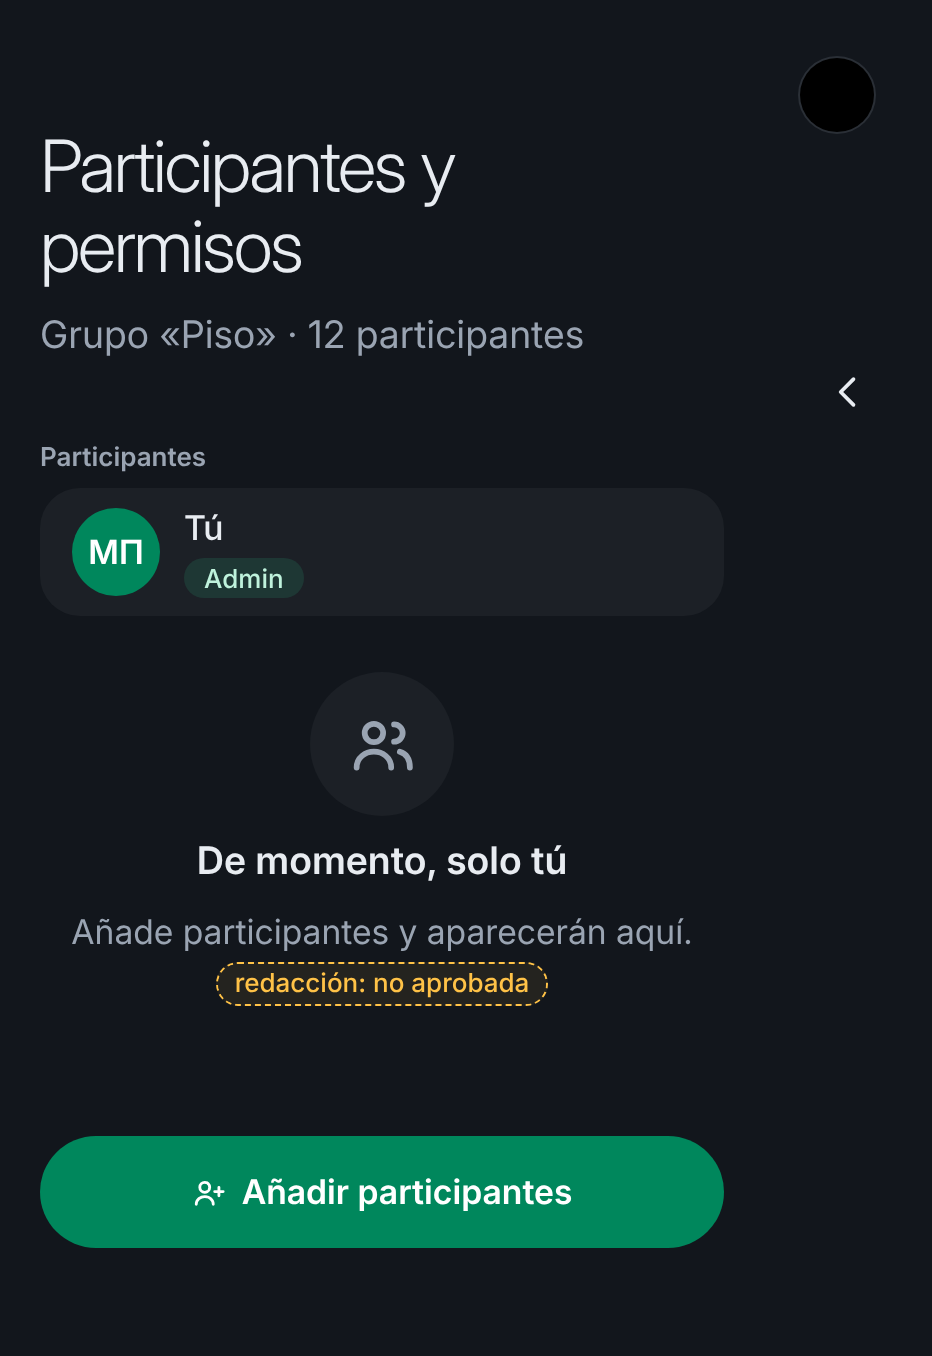 Participantes y
permisos
Grupo «Piso» · 12 participantes
Participantes
МП
Tú
Admin
De momento, solo tú
Añade participantes y aparecerán aquí.
redacción: no aprobada
Añadir participantes